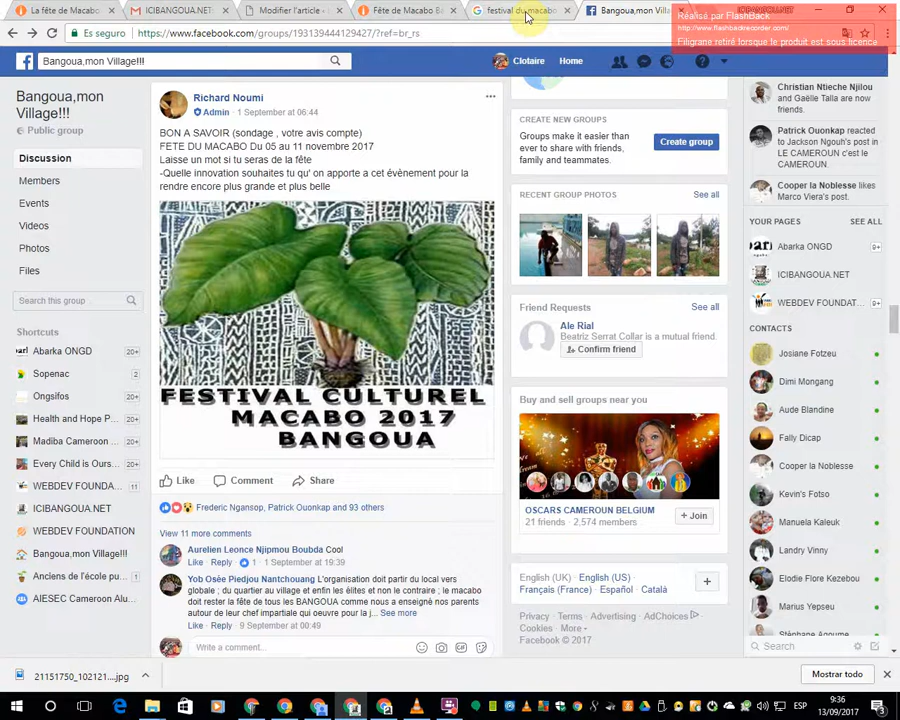 La fête de Macabo
ICIBANGOUA.NET
Modifier l'article
Fête de Macabo Ba
festival du macabo
Bangoua,mon Villa
Réalisé par FlashBack
http://www.flashbackrecorder.com/
Filigrane retiré lorsque le produit est sous licence
Es seguro
https://www.facebook.com/groups/193139444129427/?ref=br_rs
Bangoua,mon Village!!!
Clotaire
Home
Bangoua,mon
Village!!!
Public group
Discussion
Members
Events
Videos
Photos
Files
Search this group
Shortcuts
Abarka ONGD 20+
Sopenac 2
Ongsifos 20+
Health and Hope P... 20+
Madiba Cameroon 20+
Every Child is Ours... 20+
WEBDEV FOUNDA... 11
ICIBANGOUA.NET
WEBDEV FOUNDATION
Bangoua,mon Village!!!
Anciens de l'école pu... 1
AIESEC Cameroon Alu...
Richard Noumi
Admin · 1 September at 06:44
BON A SAVOIR (sondage , votre avis compte)
FETE DU MACABO Du 05 au 11 novembre 2017
Laisse un mot si tu seras de la fête
-Quelle innovation souhaites tu qu' on apporte a cet évènement pour la
rendre encore plus grande et plus belle
FESTIVAL CULTUREL
MACABO 2017
BANGOUA
Like Comment Share
Frederic Ngansop, Patrick Ouonkap and 93 others
View 11 more comments
Aurelien Leonce Njipmou Boubda Cool
Like · Reply · 1 · 1 September at 19:39
Yob Osée Piedjou Nantchouang L'organisation doit partir du local vers
globale ; du quartier au village et enfin les élites et non le contraire ; le macabo
doit rester la fête de tous les BANGOUA comme nous a enseigné nos parents
autour de leur chef impartiali qui oeuvre pour la j... See more
Like · Reply · 9 September at 00:49
Write a comment...
CREATE NEW GROUPS
Groups make it easier than
ever to share with friends,
family and teammates.
Create group
RECENT GROUP PHOTOS
See all
Friend Requests
See all
Ale Rial
Beatriz Serrat Collar is a mutual friend.
Confirm friend
Buy and sell groups near you
OSCARS CAMEROUN BELGIUM
21 friends · 2.574 members
+ Join
English (UK) · English (US) ·
Français (France) · Español · Català
Privacy · Terms · Advertising · AdChoices
Cookies · More
Facebook © 2017
Christian Ntieche Njilou
and Gaëlle Talla are now
friends.
Patrick Ouonkap
reacted to
Jackson Ngouh's post in
LE CAMEROUN c'est le
CAMEROUN.
Cooper la Noblesse likes
Marco Viera's post.
YOUR PAGES
SEE ALL
Abarka ONGD 9+
ICIBANGOUA.NET
WEBDEV FOUNDAT... 9+
CONTACTS
Josiane Fotzeu
Dimi Mongang
Aude Blandine
Fally Dicap
Cooper la Noblesse
Kevin's Fotso
Manuela Kaleuk
Landry Vinny
Elodie Flore Kezebou
Marius Yepseu
Search
21151750_102121....jpg
Mostrar todo
ESP
9:36
13/09/2017
3